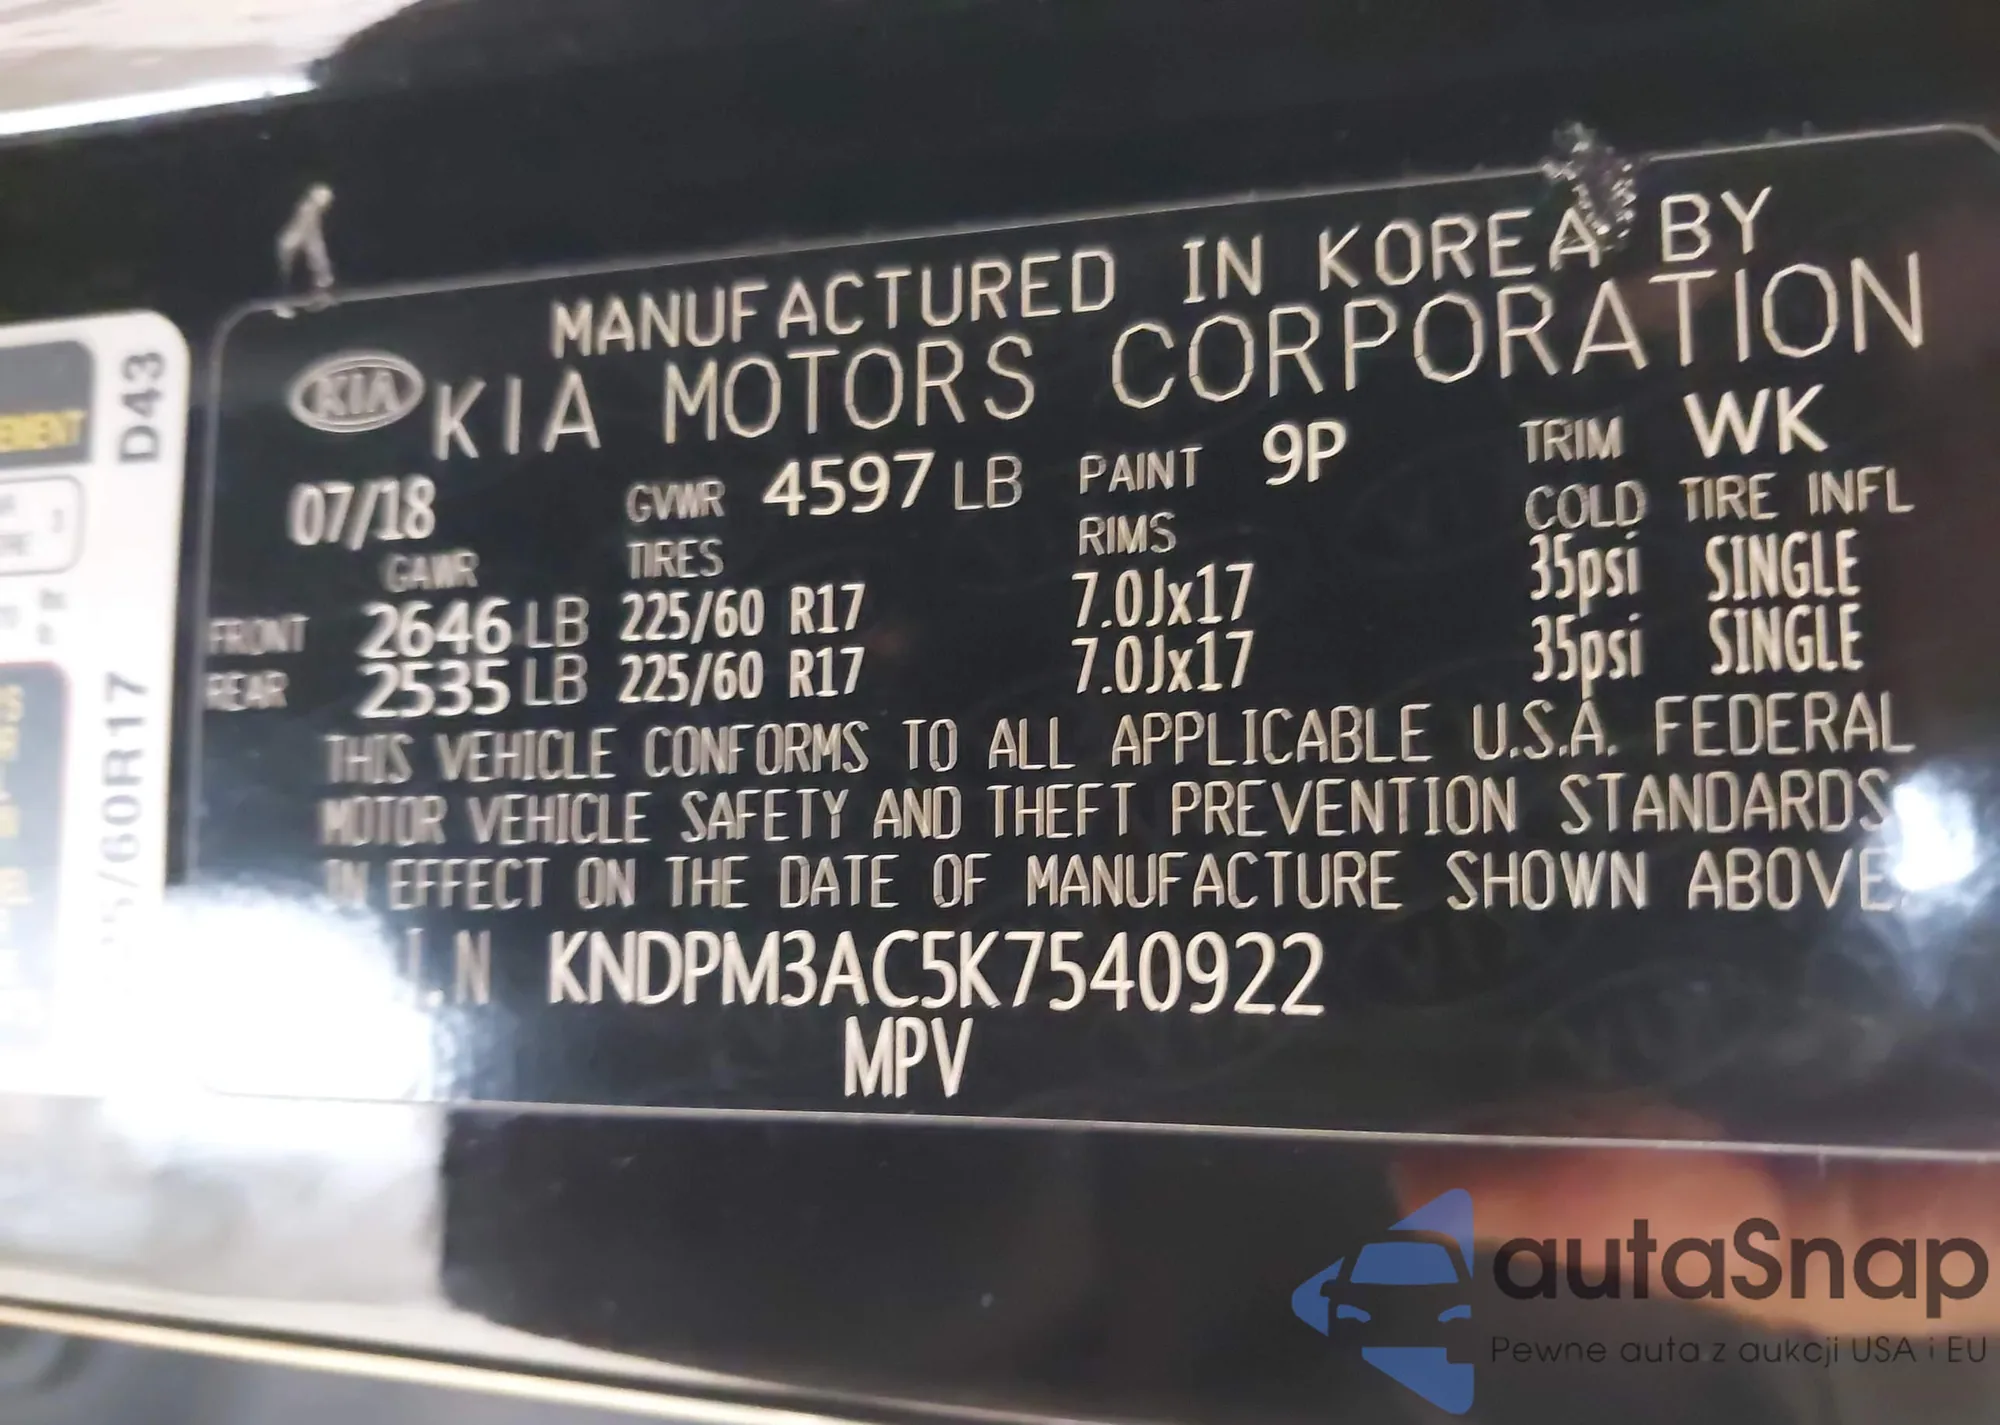 MANUFACTURED IN KOREA BY
KIA KIA MOTORS CORPORATION
07/18 GVWR 4597 LB PAINT 9P TRIM WK
GAWR TIRES RIMS COLD TIRE INFL
FRONT 2646 LB 225/60 R17 7.0Jx17 35psi SINGLE
REAR 2535 LB 225/60 R17 7.0Jx17 35psi SINGLE
THIS VEHICLE CONFORMS TO ALL APPLICABLE U.S.A. FEDERAL
MOTOR VEHICLE SAFETY AND THEFT PREVENTION STANDARDS
IN EFFECT ON THE DATE OF MANUFACTURE SHOWN ABOVE.
I.N KNDPM3AC5K7540922
MPV
D43
5/60R17
autaSnap
Pewne auta z aukcji USA i EU